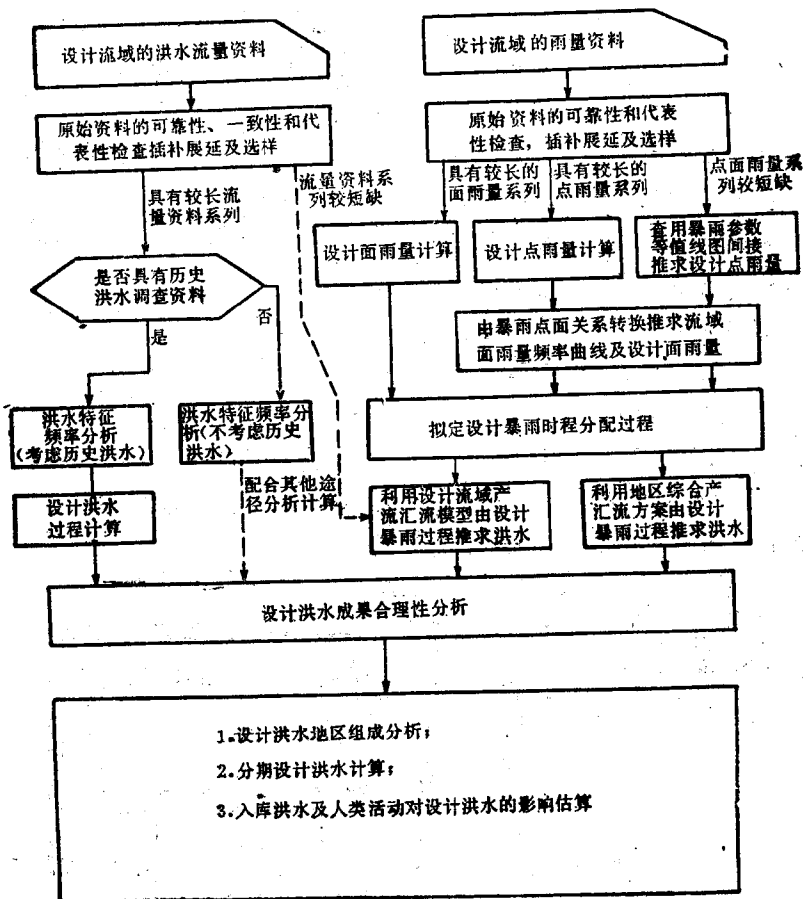 设计流域的洪水流量资料
设计流域的雨量资料
原始资料的可靠性、一致性和代
表性检查插补展延及选样
原始资料的可靠性和代表
性检查，插补展延及选样
具有较长流
量资料系列
流量资料系
列较短缺
具有较长的
面雨量系列
具有较长的
点雨量系列
点面雨量系
列较短缺
设计面雨量计算
设计点雨量计算
查用暴雨参数
等值线图间接
推求设计点雨量
是否具有历史
洪水调查资料
是
否
由暴雨点面关系转换推求流域
面雨量频率曲线及设计面雨量
洪水特征
频率分析
(考虑历史洪水)
洪水特征频率分
析(不考虑历史
洪水)
拟定设计暴雨时程分配过程
设计洪水
过程计算
配合其他途
径分析计算
利用设计流域产
流汇流模型由设计
暴雨过程推求洪水
利用地区综合产
汇流方案由设计
暴雨过程推求洪水
设计洪水成果合理性分析
1.设计洪水地区组成分析；
2.分期设计洪水计算；
3.入库洪水及人类活动对设计洪水的影响估算